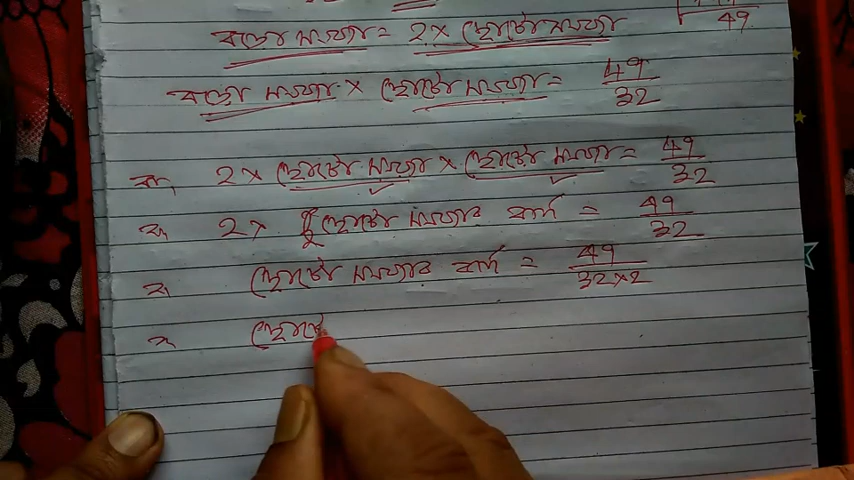 49
বড়ো সংখ্যা = 2 × ছোটো সংখ্যা
বড়ো সংখ্যা × ছোটো সংখ্যা = 49/32
বা, 2 × ছোটো সংখ্যা × ছোটো সংখ্যা = 49/32
বা, 2 × ছোটো সংখ্যার বর্গ = 49/32
বা, ছোটো সংখ্যার বর্গ = 49/32×2
বা, ছোটে